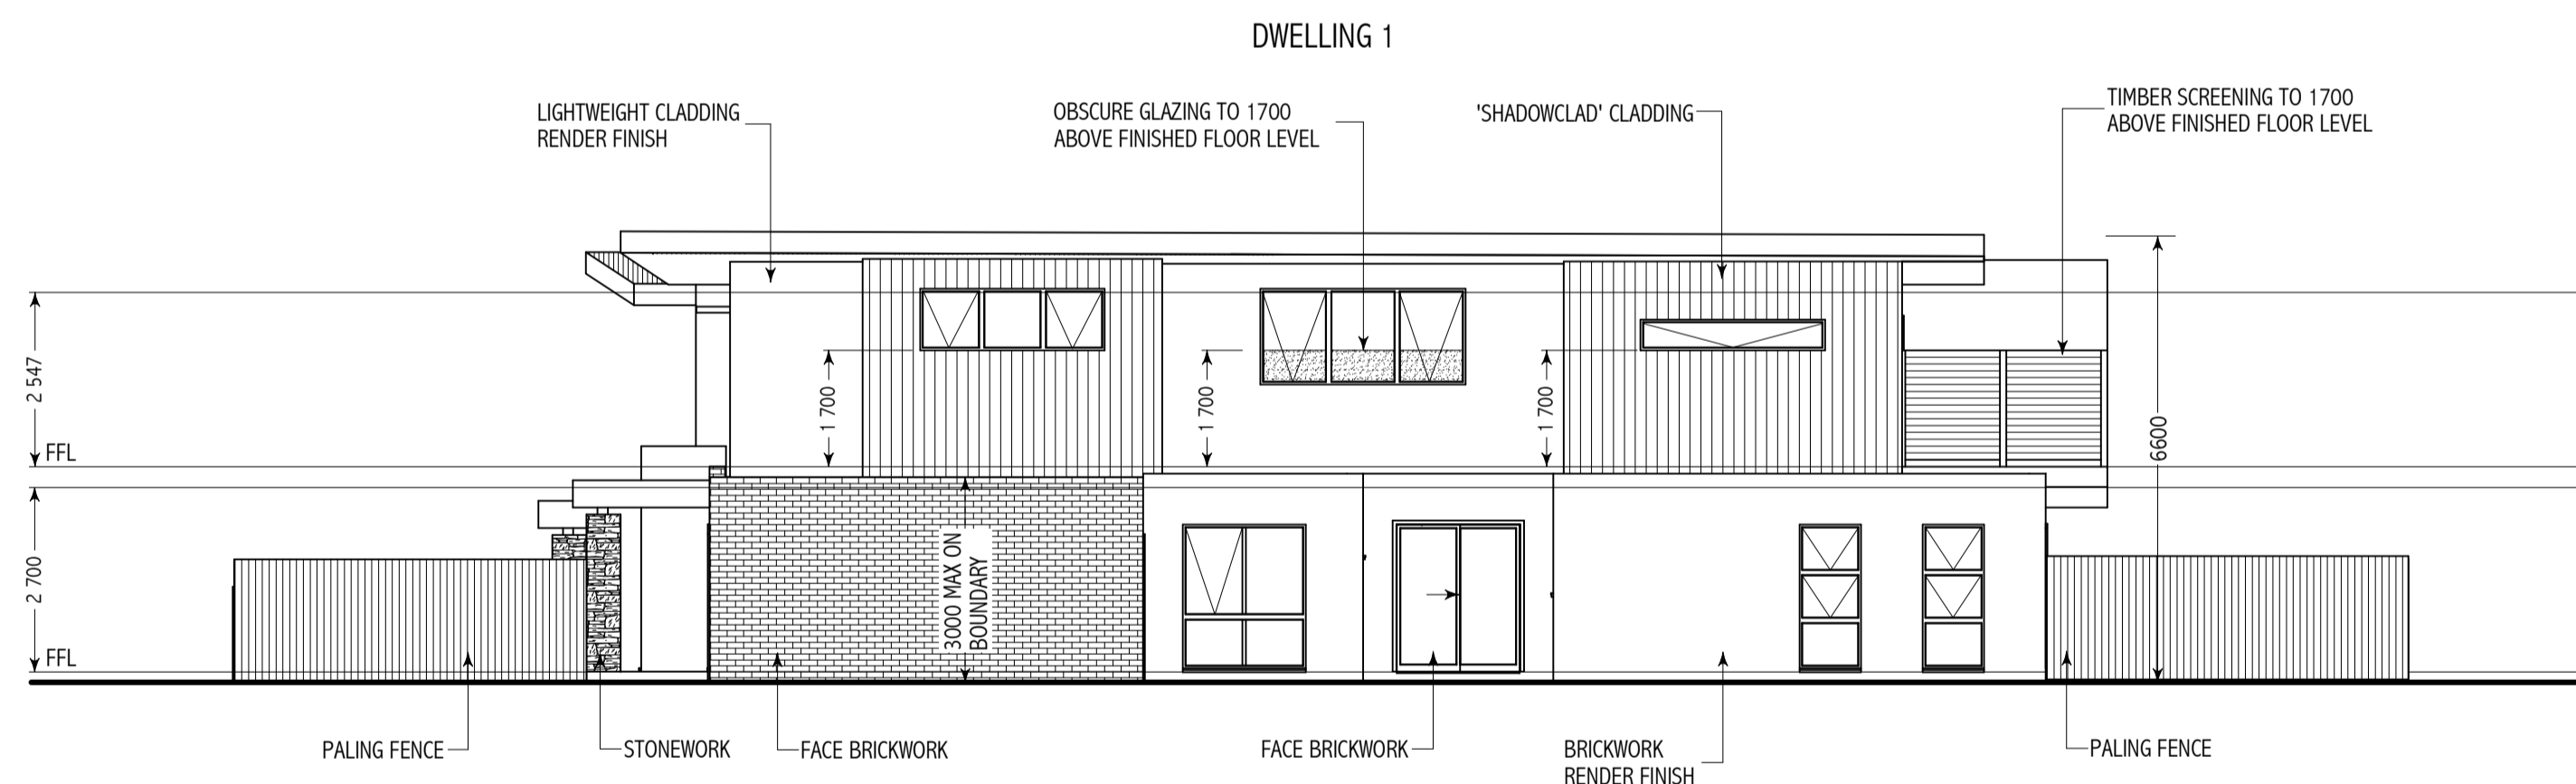 DWELLING 1
LIGHTWEIGHT CLADDING
RENDER FINISH
OBSCURE GLAZING TO 1700
ABOVE FINISHED FLOOR LEVEL
'SHADOWCLAD' CLADDING
TIMBER SCREENING TO 1700
ABOVE FINISHED FLOOR LEVEL
2 547
1 700
1 700
1 700
6600
FFL
2 700
3000 MAX ON
BOUNDARY
FFL
PALING FENCE
STONEWORK
FACE BRICKWORK
FACE BRICKWORK
BRICKWORK
RENDER FINISH
PALING FENCE